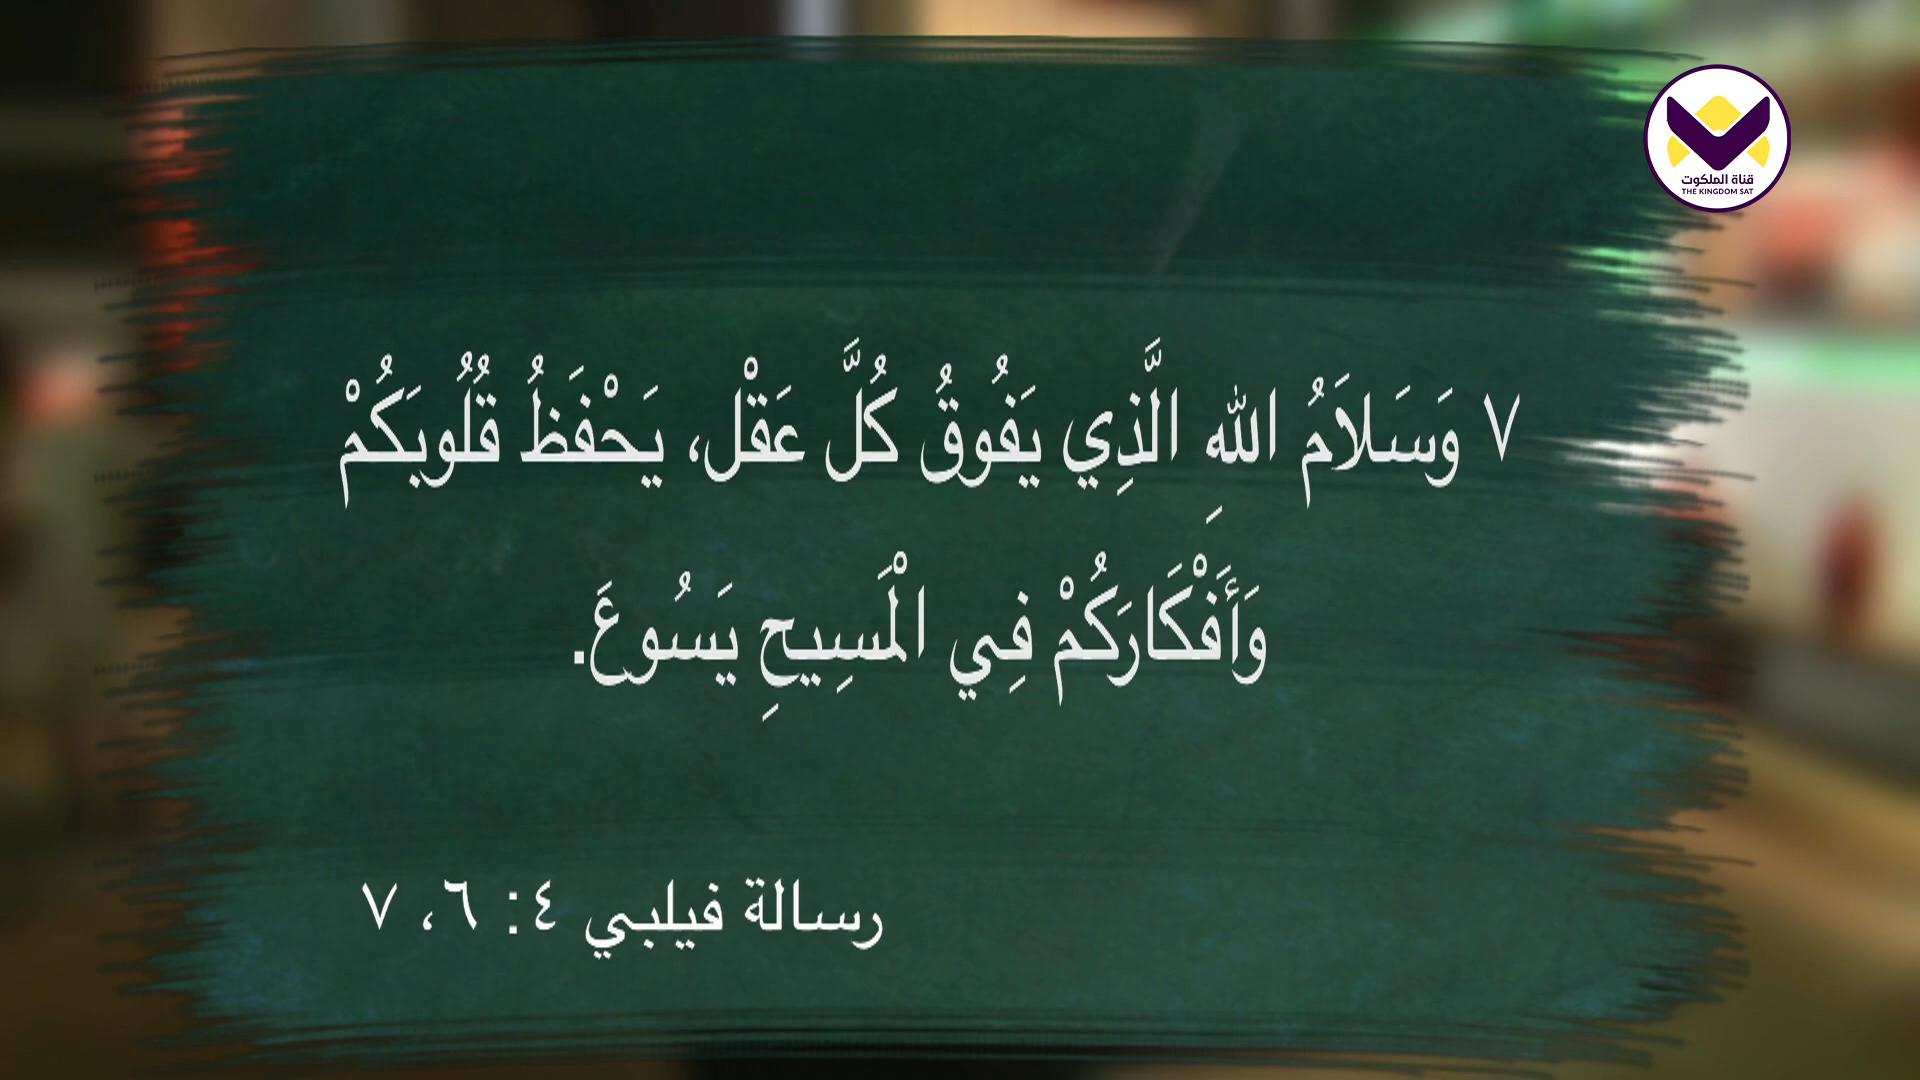 قناة الملكوت
THE KINGDOM SAT
٧ وَسَلاَمُ اللهِ الَّذِي يَفُوقُ كُلَّ عَقْل، يَحْفَظُ قُلُوبَكُمْ
وَأَفْكَارَكُمْ فِي الْمَسِيحِ يَسُوعَ.
رسالة فيلبي ٤: ٦، ٧